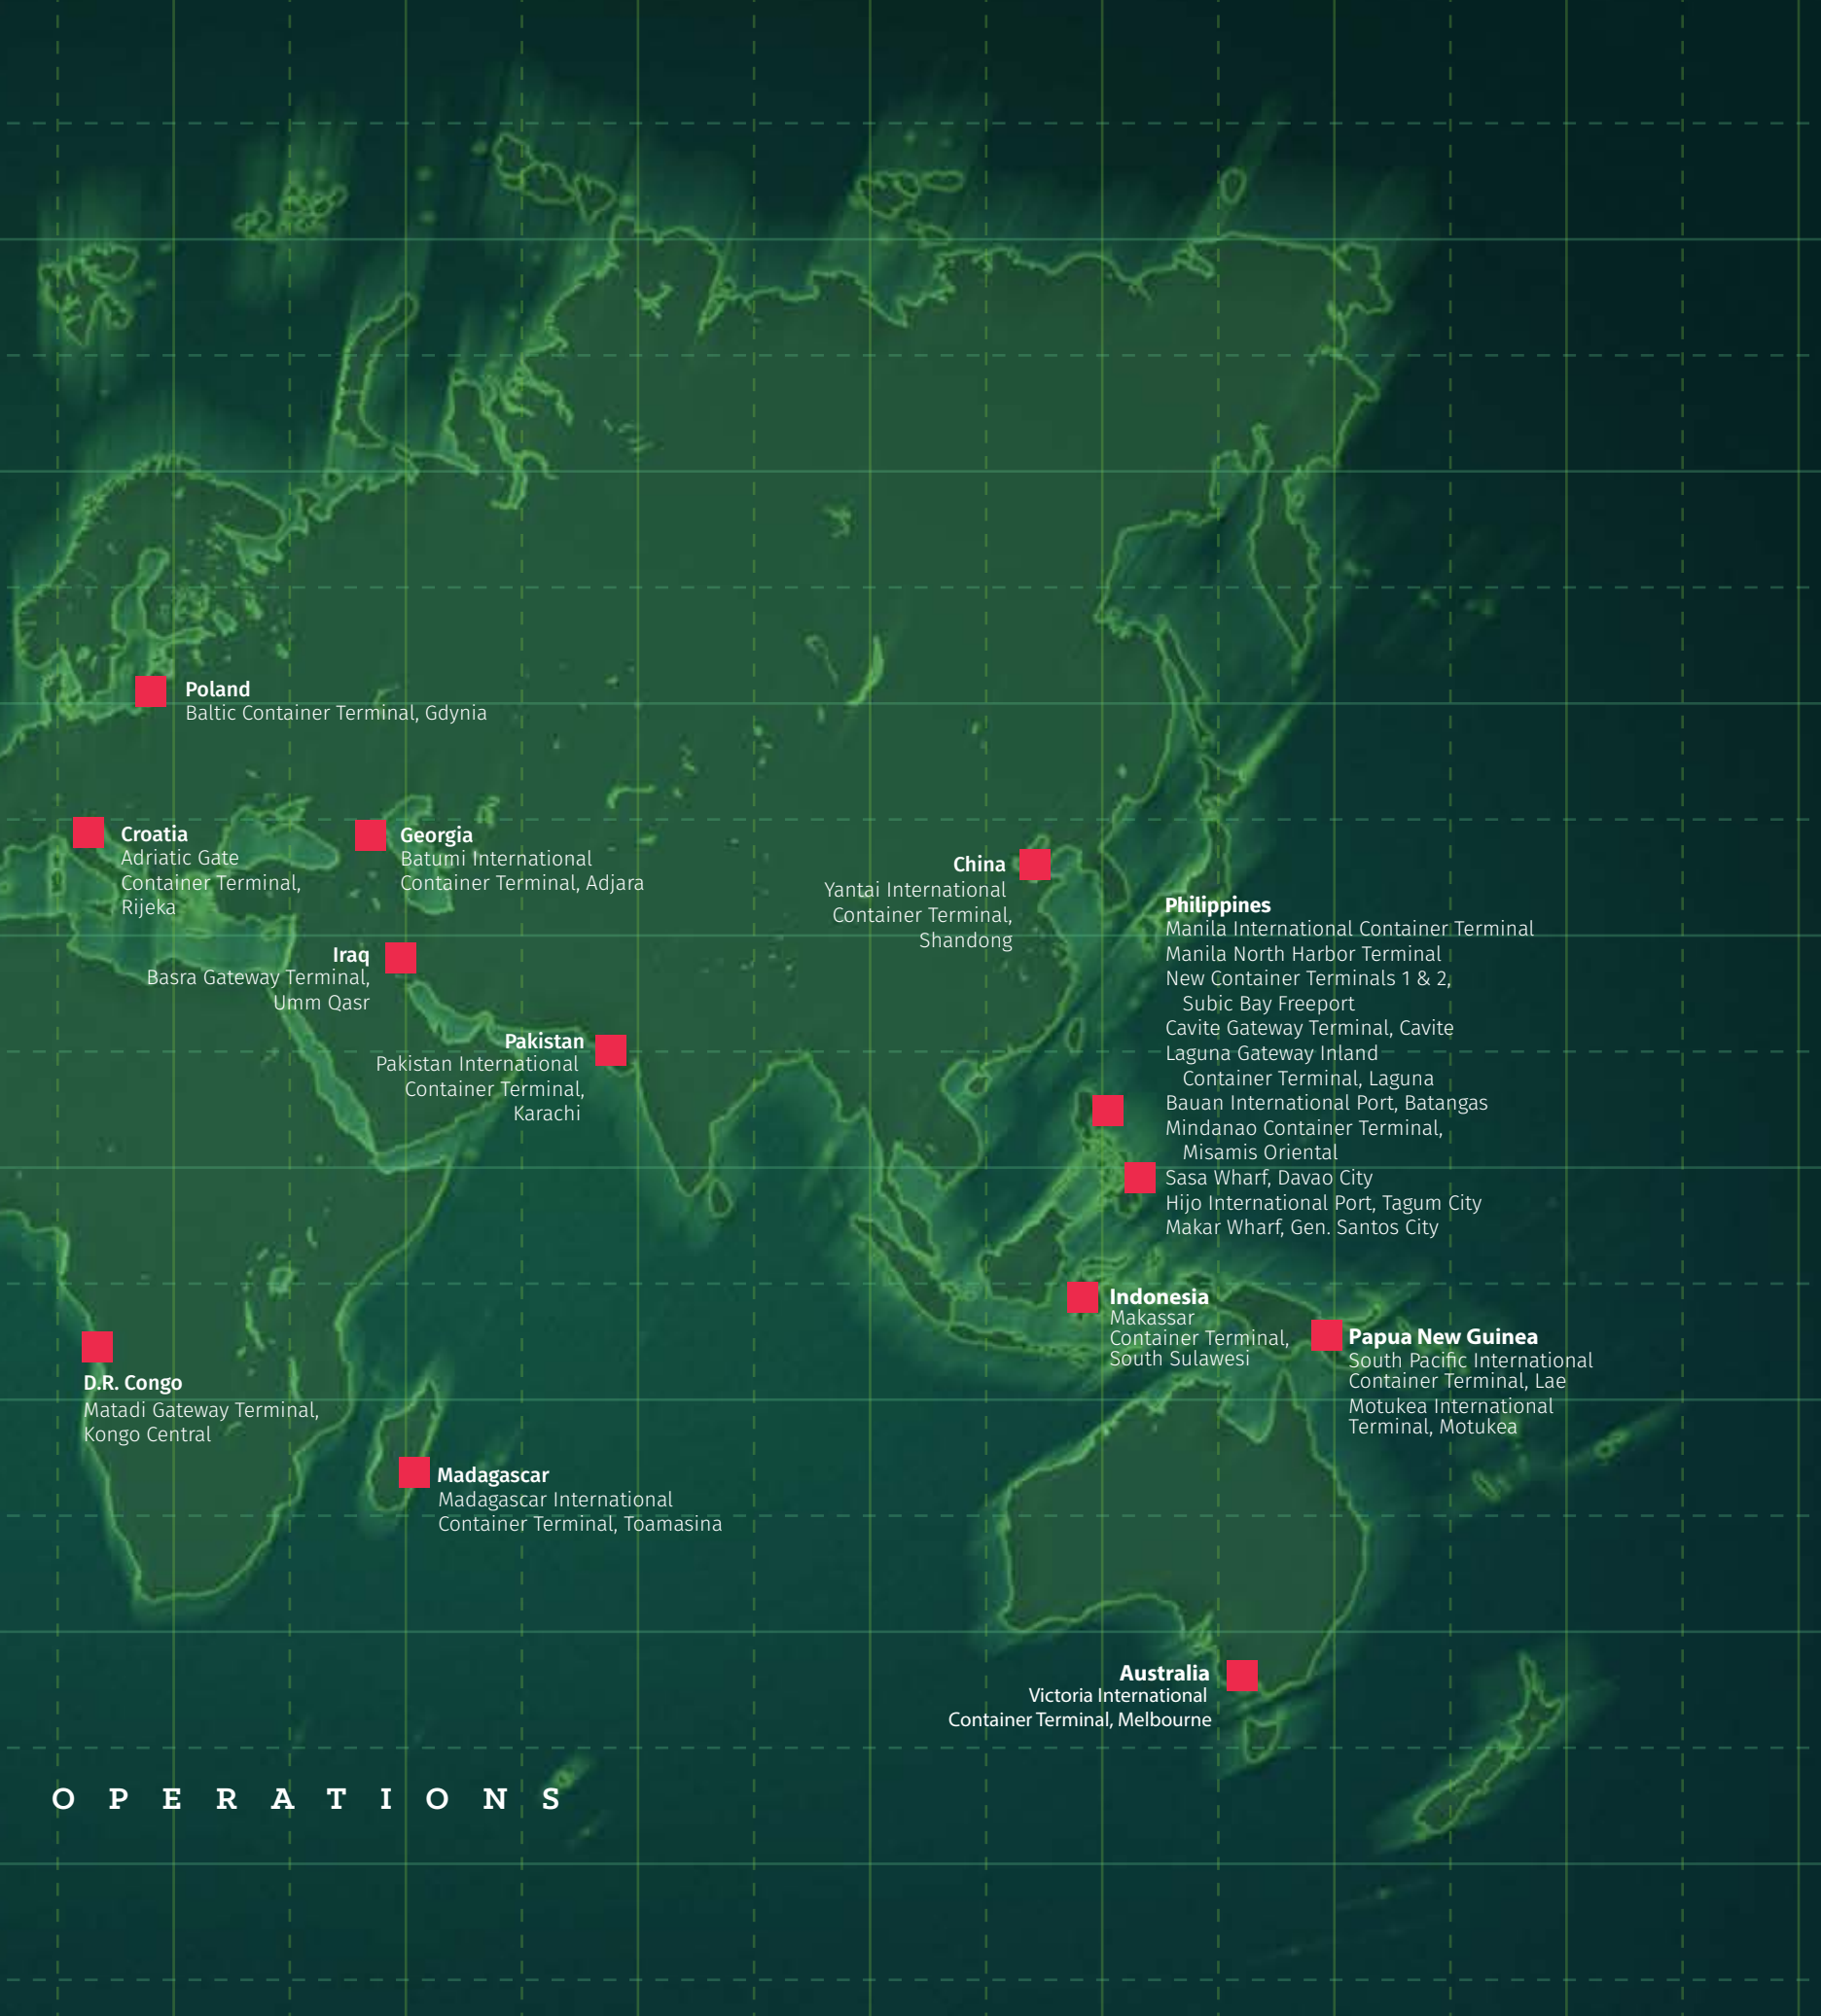 Poland
Baltic Container Terminal, Gdynia
Croatia
Adriatic Gate
Container Terminal,
Rijeka
Georgia
Batumi International
Container Terminal, Adjara
China
Yantai International
Container Terminal,
Shandong
Iraq
Basra Gateway Terminal,
Umm Qasr
Pakistan
Pakistan International
Container Terminal,
Karachi
Philippines
Manila International Container Terminal
Manila North Harbor Terminal
New Container Terminals 1 & 2,
Subic Bay Freeport
Cavite Gateway Terminal, Cavite
Laguna Gateway Inland
Container Terminal, Laguna
Bauan International Port, Batangas
Mindanao Container Terminal,
Misamis Oriental
Sasa Wharf, Davao City
Hijo International Port, Tagum City
Makar Wharf, Gen. Santos City
Indonesia
Makassar
Container Terminal,
South Sulawesi
Papua New Guinea
South Pacific International
Container Terminal, Lae
Motukea International
Terminal, Motukea
D.R. Congo
Matadi Gateway Terminal,
Kongo Central
Madagascar
Madagascar International
Container Terminal, Toamasina
Australia
Victoria International
Container Terminal, Melbourne
OPERATIONS